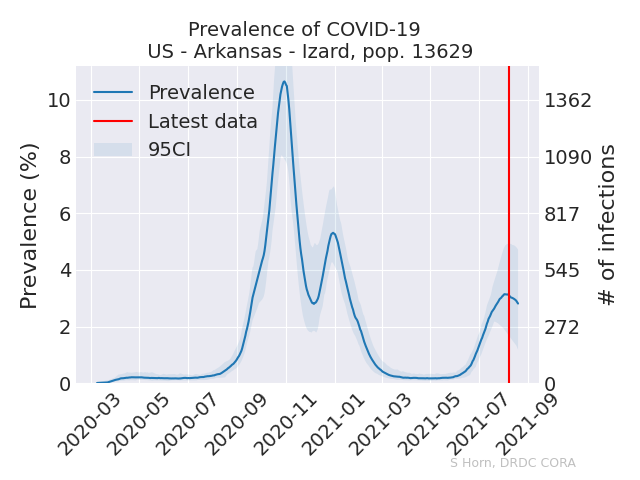 Prevalence of COVID-19
US - Arkansas - Izard, pop. 13629
Prevalence
Latest data
95CI
Prevalence (%)
10
8
6
4
2
0
1362
1090
817
545
272
0
# of infections
2020-03
2020-05
2020-07
2020-09
2020-11
2021-01
2021-03
2021-05
2021-07
2021-09
S Horn, DRDC CORA